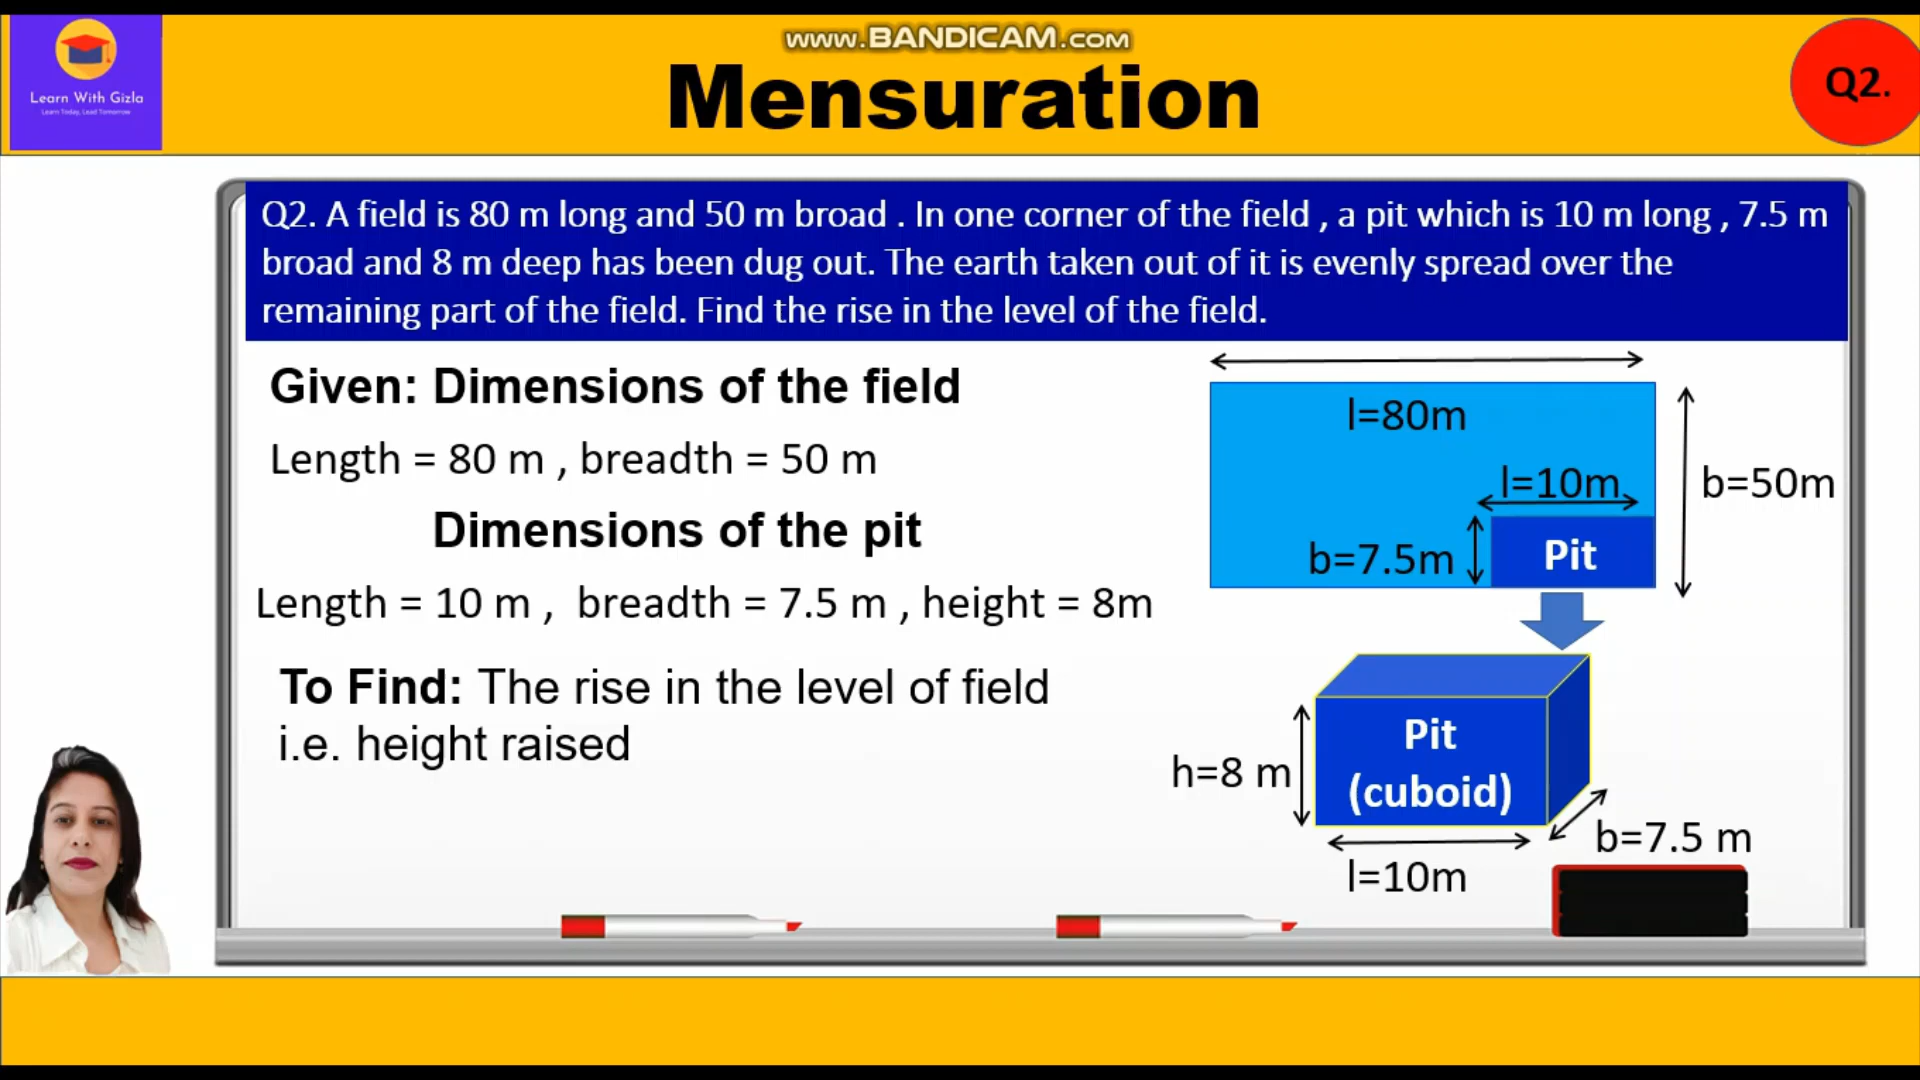 www.BANDICAM.com
Learn With Gizla
Learn Today, Lead Tomorrow
Mensuration
Q2.
Q2. A field is 80 m long and 50 m broad . In one corner of the field , a pit which is 10 m long , 7.5 m
broad and 8 m deep has been dug out. The earth taken out of it is evenly spread over the
remaining part of the field. Find the rise in the level of the field.
Given: Dimensions of the field
Length = 80 m , breadth = 50 m
Dimensions of the pit
Length = 10 m , breadth = 7.5 m , height = 8m
To Find: The rise in the level of field
i.e. height raised
l=80m
l=10m
b=50m
b=7.5m
Pit
Pit
(cuboid)
h=8 m
b=7.5 m
l=10m